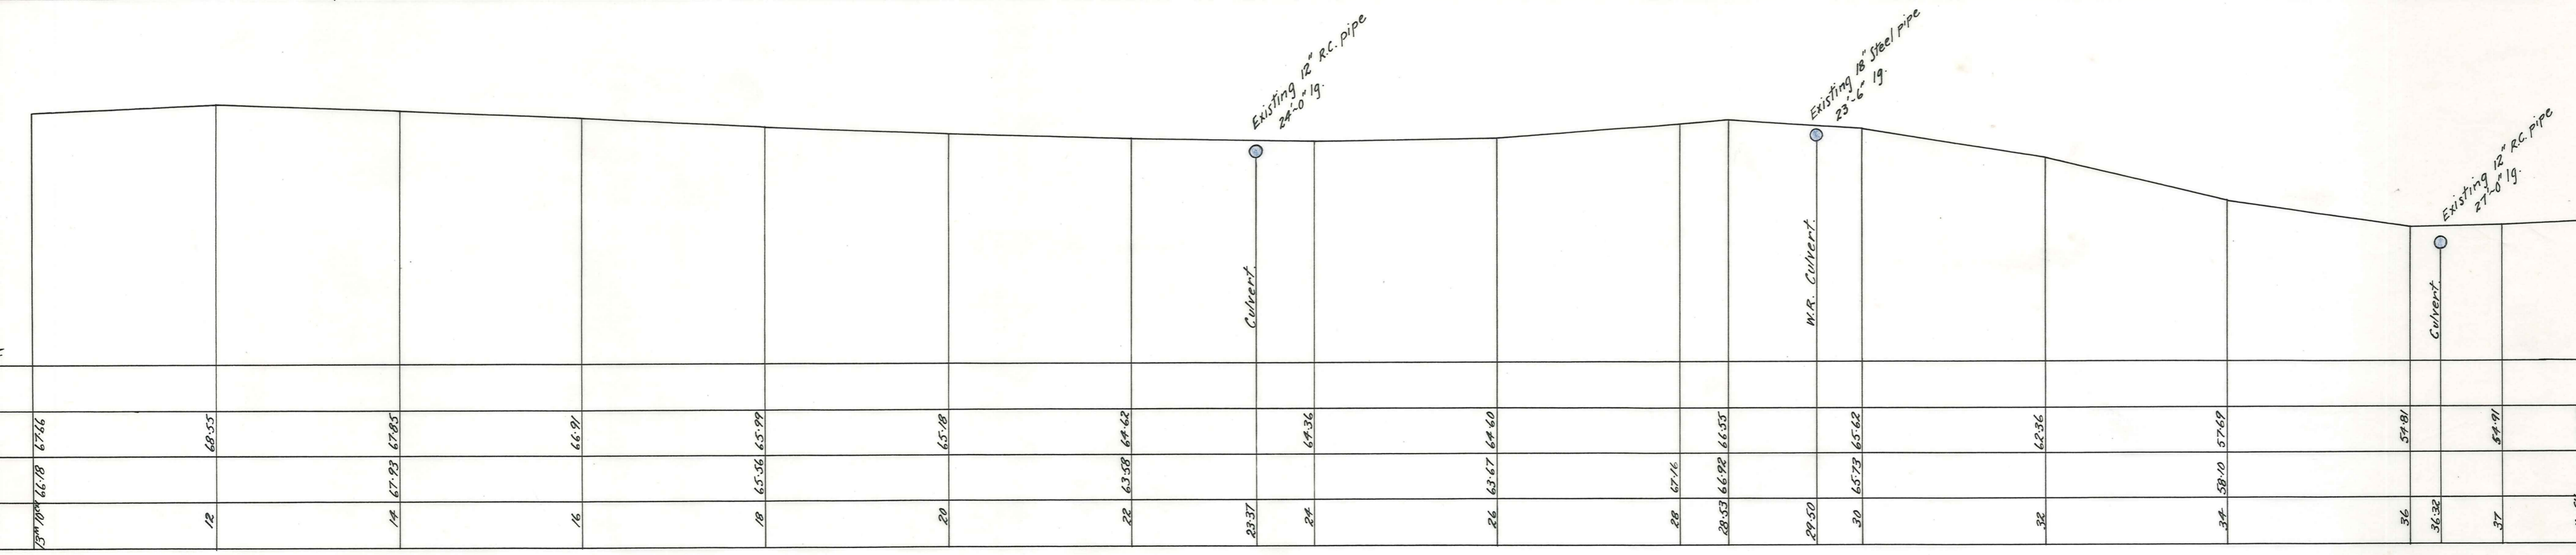 Existing 12" R.C. pipe
24'-0" lg.
Existing 18" Steel pipe
23'-6" lg.
Existing 12" R.C. pipe
27'-0" lg.
Culvert
W.R. Culvert
Culvert
67.66 68.55 67.85 66.91 65.99 65.18 64.62 64.36 64.60 66.55 65.62 62.36 57.69 54.81 54.91
66.18 67.93 65.56 63.58 63.67 67.16 66.92 65.73 58.10
12 14 16 18 20 22 23.37 24 26 28 28.53 29.50 30 32 34 36 36.32 37